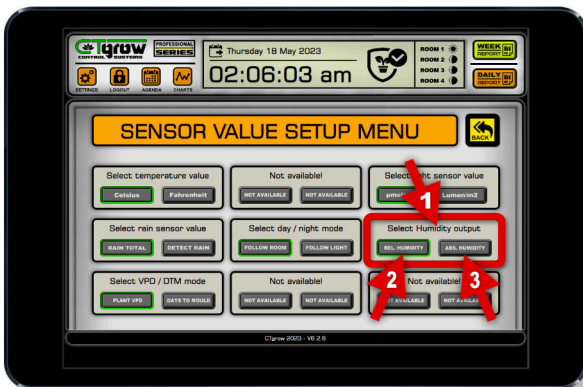 CTgrow PROFESSIONAL SERIES
CONTROL SYSTEMS
SETTINGS LOGOUT AGENDA CHARTS
Thursday 18 May 2023
02:06:03 am
ROOM 1
ROOM 2
ROOM 3
ROOM 4
WEEK REPORT
DAILY REPORT
SENSOR VALUE SETUP MENU
BACK
Select temperature value
Celsius Fahrenheit
Not available!
NOT AVAILABLE NOT AVAILABLE
Select sensor value
Lumen/m2
1
Select rain sensor value
RAIN TOTAL DETECT RAIN
Select day / night mode
FOLLOW ROOM FOLLOW LIGHT
Select Humidity output
REL. HUMIDITY ABS. HUMIDITY
2 3
Select VPD / DTM mode
PLANT VPD DAYS TO MOULD
Not available!
NOT AVAILABLE NOT AVAILABLE
Not available!
AVAILABLE NOT
CTgrow 2023 - V6.2.6